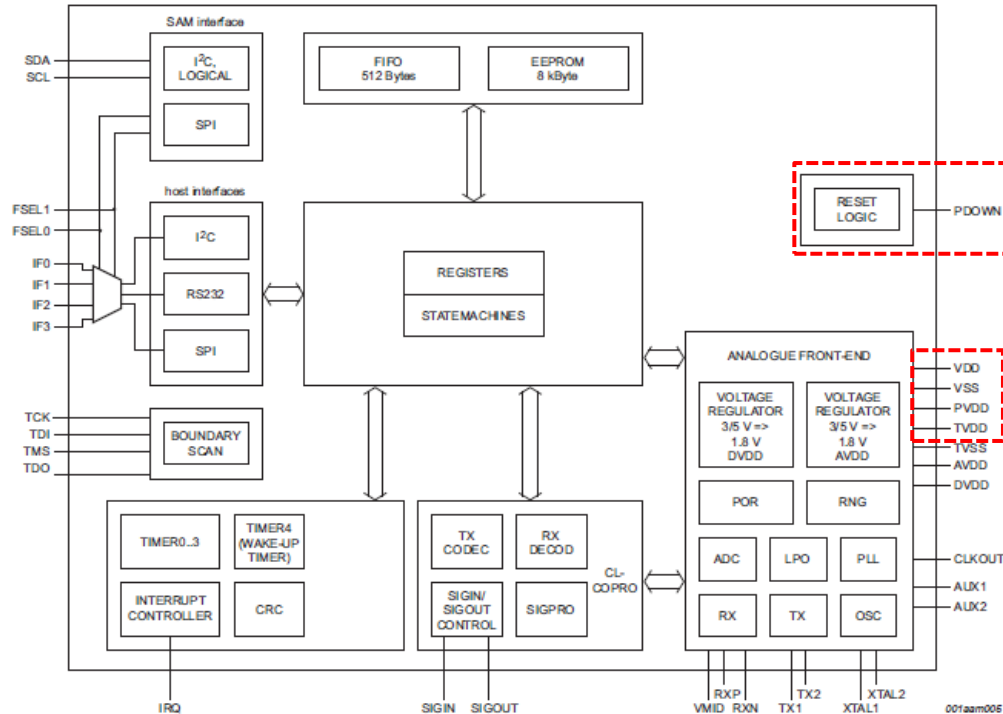 SAM interface
SDA
SCL
I²C,
LOGICAL
SPI
FIFO
512 Bytes
EEPROM
8 kByte
RESET
LOGIC
PDOWN
host interfaces
FSEL1
FSEL0
IF0
IF1
IF2
IF3
I²C
RS232
SPI
REGISTERS
STATEMACHINES
ANALOGUE FRONT-END
VOLTAGE
REGULATOR
3/5 V =>
1.8 V
DVDD
VOLTAGE
REGULATOR
3/5 V =>
1.8 V
AVDD
VDD
VSS
PVDD
TVDD
TVSS
AVDD
DVDD
TCK
TDI
TMS
TDO
BOUNDARY
SCAN
POR
RNG
ADC
LPO
PLL
RX
TX
OSC
CLKOUT
AUX1
AUX2
TIMER0..3
TIMER4
(WAKE-UP
TIMER)
INTERRUPT
CONTROLLER
CRC
TX
CODEC
RX
DECOD
CL-
COPRO
SIGIN/
SIGOUT
CONTROL
SIGPRO
IRQ
SIGIN
SIGOUT
VMID
RXP
RXN
TX1
TX2
XTAL1
XTAL2
001aam005